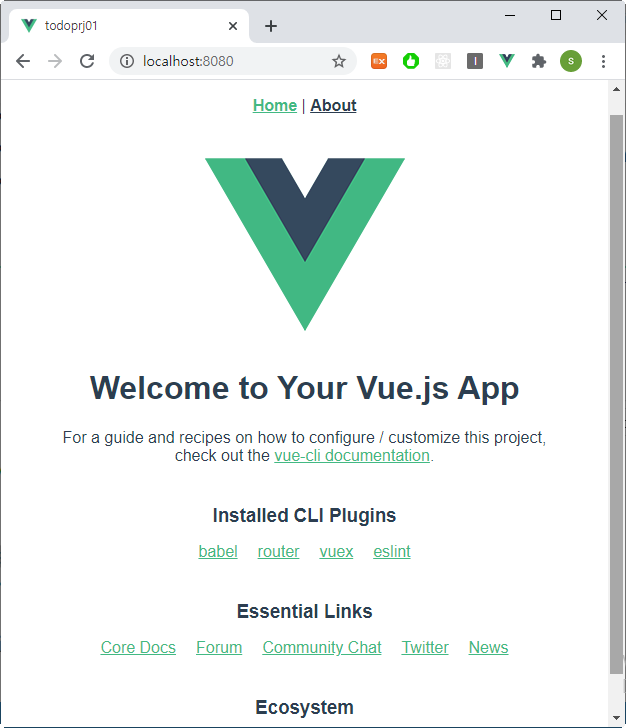 todoprj01
localhost:8080
EX
I
S
Home | About
Welcome to Your Vue.js App
For a guide and recipes on how to configure / customize this project,
check out the vue-cli documentation.
Installed CLI Plugins
babel router vuex eslint
Essential Links
Core Docs Forum Community Chat Twitter News
Ecosystem